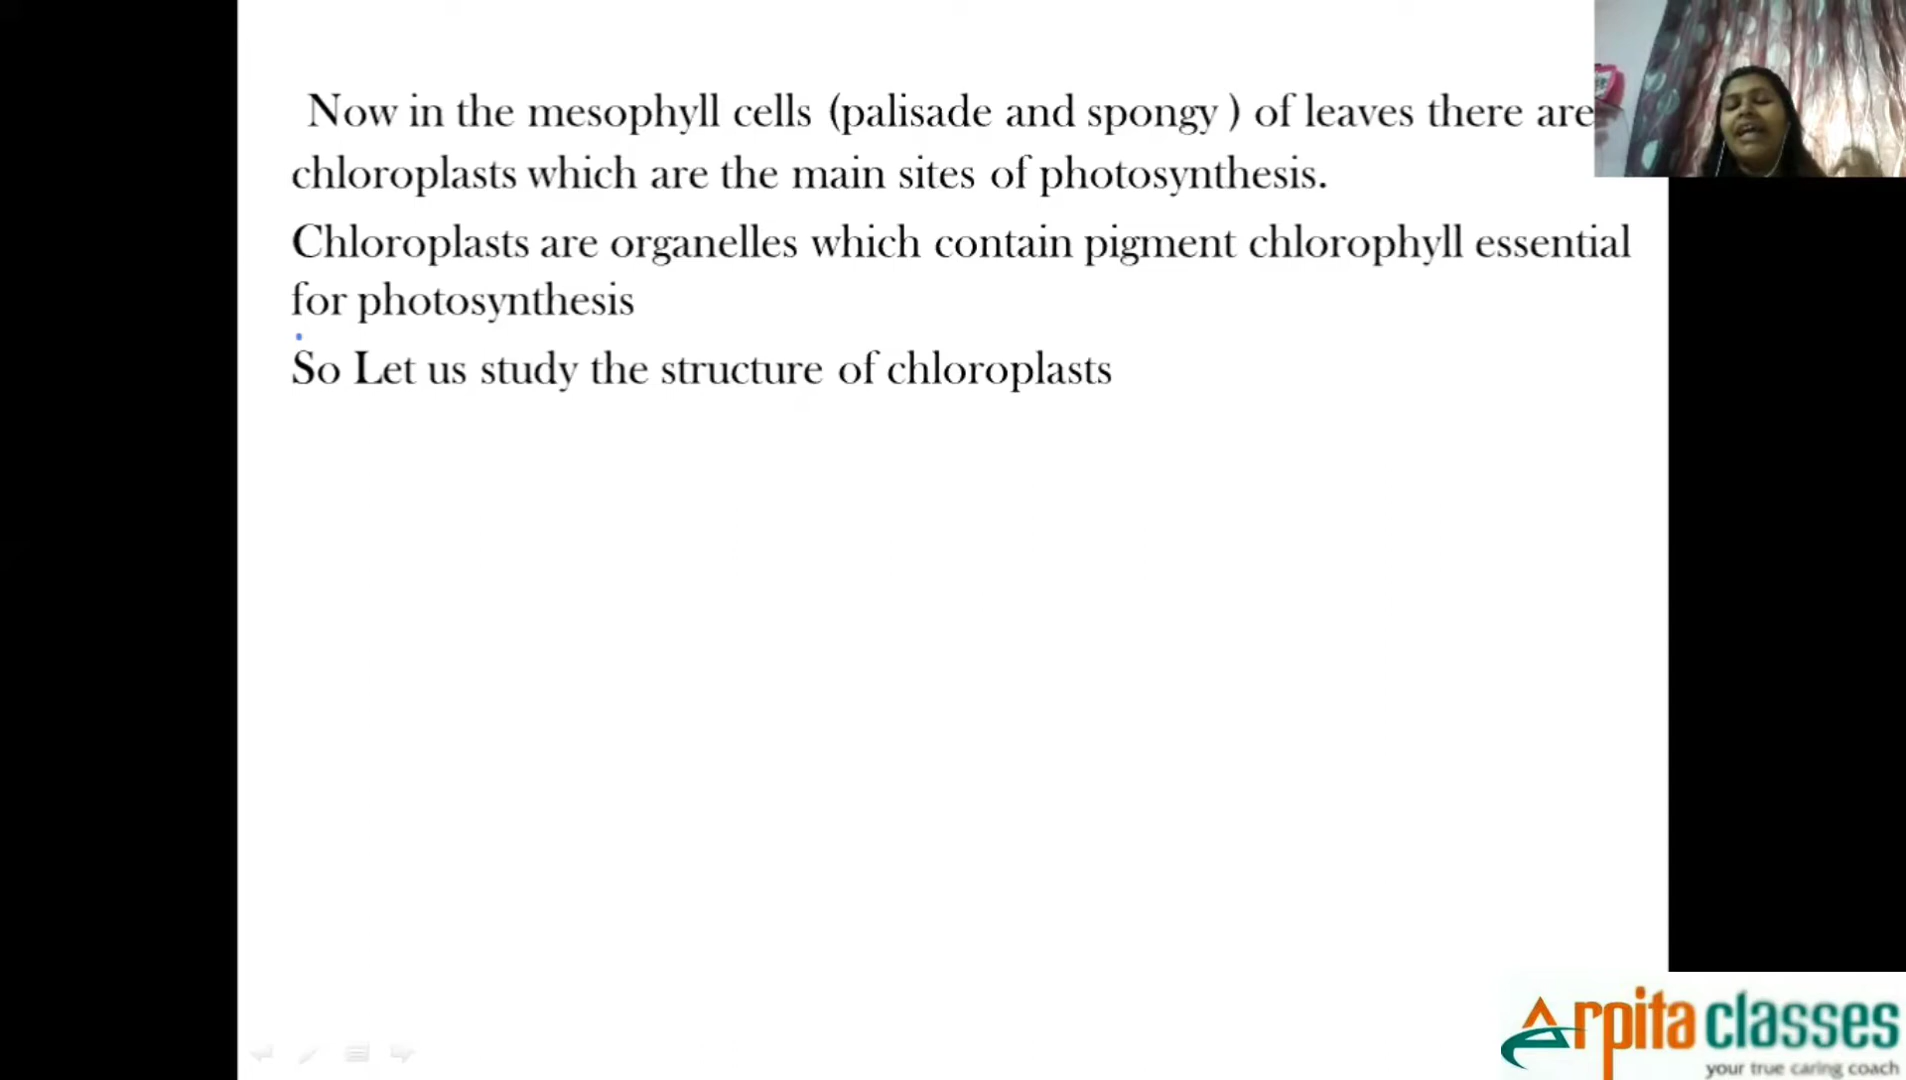 Now in the mesophyll cells (palisade and spongy ) of leaves there are
chloroplasts which are the main sites of photosynthesis.
Chloroplasts are organelles which contain pigment chlorophyll essential
for photosynthesis
So Let us study the structure of chloroplasts
Arpita classes
your true caring coach